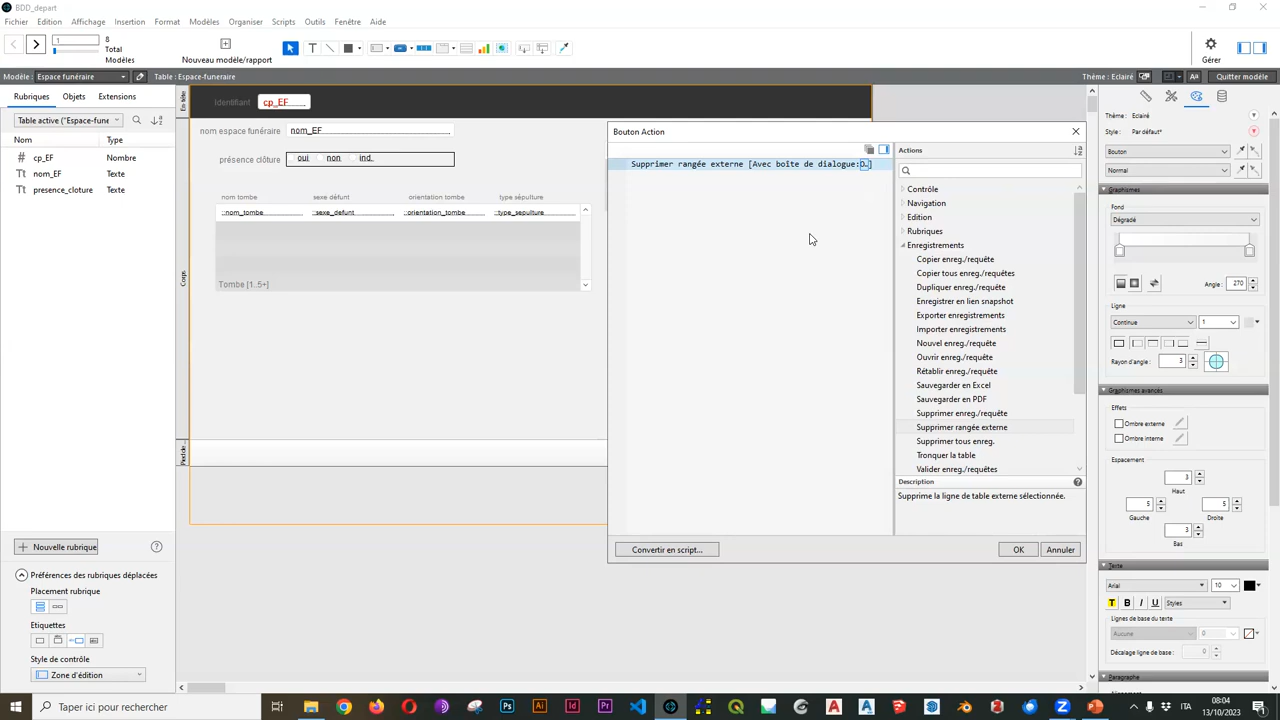 BDD_depart
Fichier Edition Affichage Insertion Format Modèles Organiser Scripts Outils Fenêtre Aide
1
8
Total
Modèles
Nouveau modèle/rapport
Gérer
Modèle : Espace funéraire
Table : Espace-funeraire
Thème : Eclairé
Quitter modèle
Rubriques Objets Extensions
Table active ("Espace-fune
Nom Type
cp_EF Nombre
nom_EF Texte
presence_cloture Texte
Nouvelle rubrique
Préférences des rubriques déplacées
Placement rubrique
Etiquettes
Style de contrôle
Zone d'édition
En-tête
Corps
Identifiant cp_EF
nom espace funéraire nom_EF
présence clôture oui non ind.
nom tombe sexe défunt orientation tombe type sépulture
::nom_tombe ::sexe_defunt ::orientation_tombe ::type_sepulture
Tombe [1..5+]
Bouton Action
Supprimer rangée externe [Avec boîte de dialogue:O…]
Actions
Contrôle
Navigation
Edition
Rubriques
Enregistrements
Copier enreg./requête
Copier tous enreg./requêtes
Dupliquer enreg./requête
Enregistrer en lien snapshot
Exporter enregistrements
Importer enregistrements
Nouvel enreg./requête
Ouvrir enreg./requête
Rétablir enreg./requête
Sauvegarder en Excel
Sauvegarder en PDF
Supprimer enreg./requête
Supprimer rangée externe
Supprimer tous enreg.
Tronquer la table
Valider enreg./requêtes
Description
Supprime la ligne de table externe sélectionnée.
Convertir en script...
OK
Annuler
Thème : Eclairé
Style : Par défaut*
Bouton
Normal
Graphismes
Fond
Dégradé
Angle : 270
Ligne
Continue 1
Rayon d'angle : 3
Graphismes avancés
Effets
Ombre externe
Ombre interne
Espacement
3
Haut
5 5
Gauche Droite
3
Bas
Texte
Arial 10
T B I U Styles
Lignes de base du texte
Aucune 0
Décalage ligne de base : 0
Paragraphe
Taper ici pour rechercher
ITA
08:04
13/10/2023